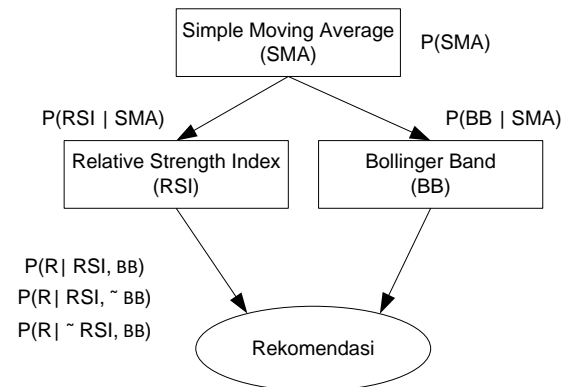 Simple Moving Average
(SMA)
P(SMA)
P(RSI | SMA)
P(BB | SMA)
Relative Strength Index
(RSI)
Bollinger Band
(BB)
P(R| RSI, BB)
P(R| RSI, ~ BB)
P(R| ~ RSI, BB)
Rekomendasi